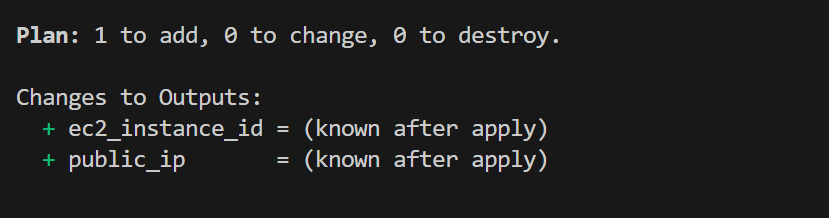 Plan: 1 to add, 0 to change, 0 to destroy.
Changes to Outputs:
+ ec2_instance_id = (known after apply)
+ public_ip = (known after apply)